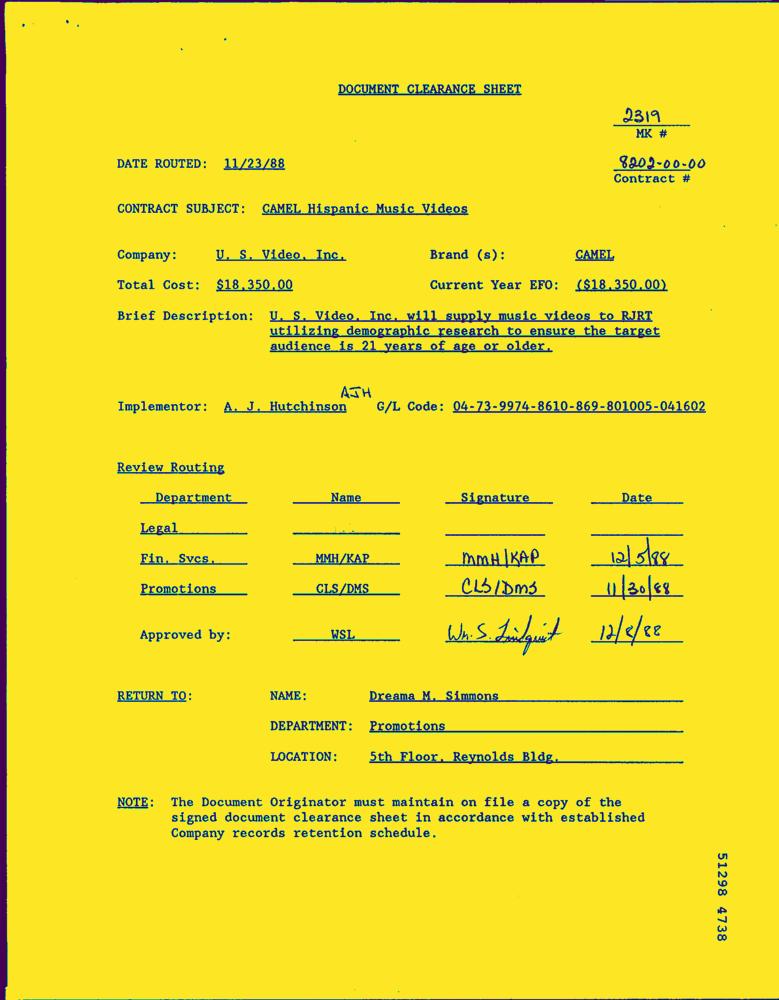 DOCUMENT CLEARANCE SHEET
2319
MK #
DATE ROUTED: 11/23/88
8202-00-00
Contract #
CONTRACT SUBJECT: CAMEL Hispanic Music Videos
Company: U. S. Video, Inc. Brand (s): CAMEL
Total Cost: $18,350.00 Current Year EFO: ($18,350.00)
Brief Description: U. S. Video, Inc. will supply music videos to RJRT
utilizing demographic research to ensure the target
audience is 21 years of age or older.
AJH
Implementor: A. J. Hutchinson G/L Code: 04-73-9974-8610-869-801005-041602
Review Routing
Department Name Signature Date
Legal
Fin. Svcs. MMH/KAP MMH/KAP 12/5/88
Promotions CLS/DMS CLS/DMS 11/30/88
Approved by: WSL Wm. S. Lindquist 12/8/88
RETURN TO: NAME: Dreama M. Simmons
DEPARTMENT: Promotions
LOCATION: 5th Floor, Reynolds Bldg.
NOTE: The Document Originator must maintain on file a copy of the
signed document clearance sheet in accordance with established
Company records retention schedule.
51298 4738